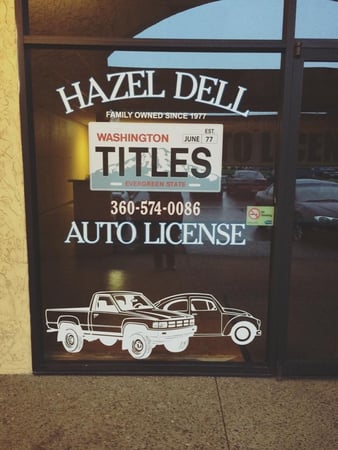 HAZEL DELL
FAMILY OWNED SINCE 1977
WASHINGTON
JUNE
EST.
77
TITLES
EVERGREEN STATE
360-574-0086
AUTO LICENSE